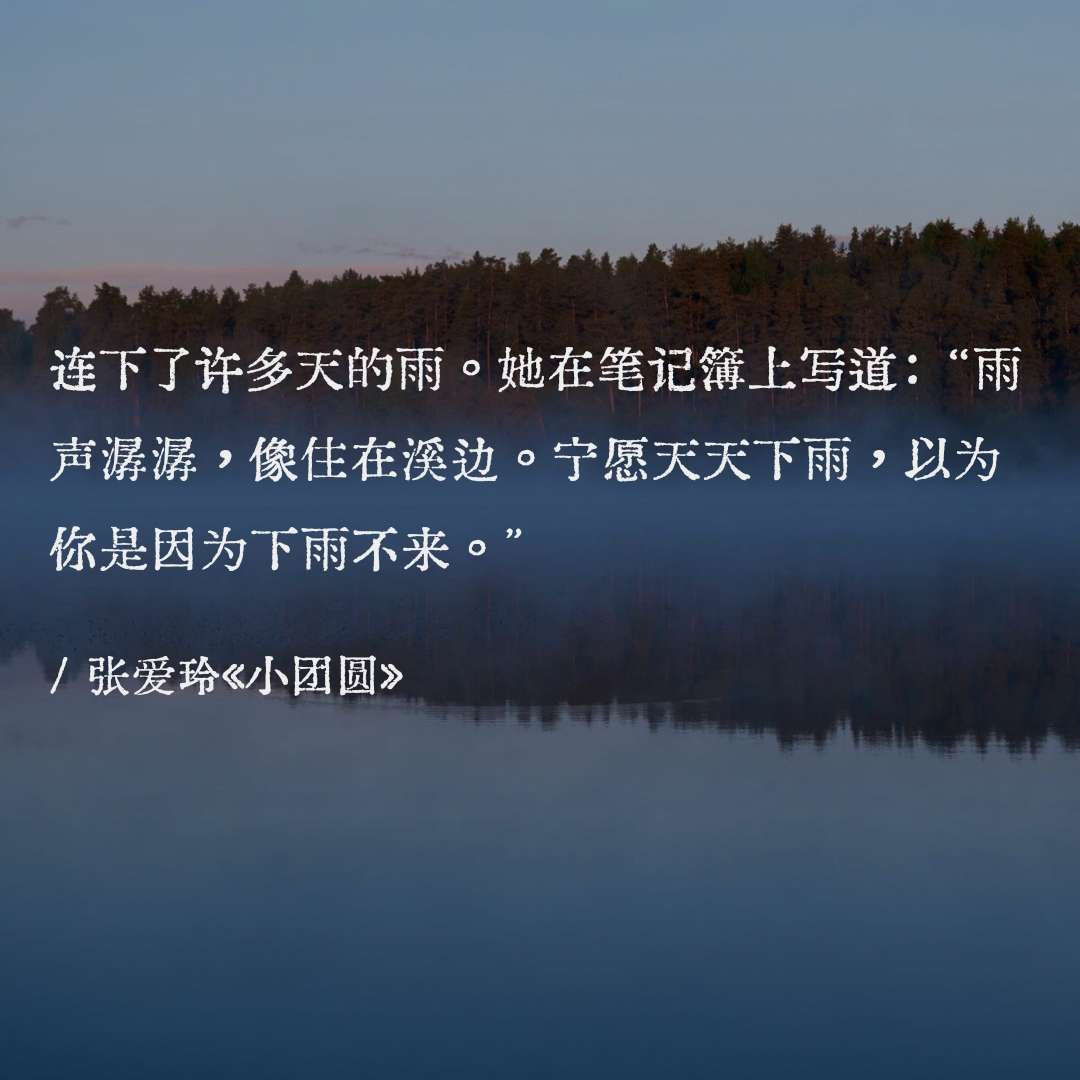 连下了许多天的雨。她在笔记簿上写道：“雨
声潺潺，像住在溪边。宁愿天天下雨，以为
你是因为下雨不来。”
/ 张爱玲《小团圆》